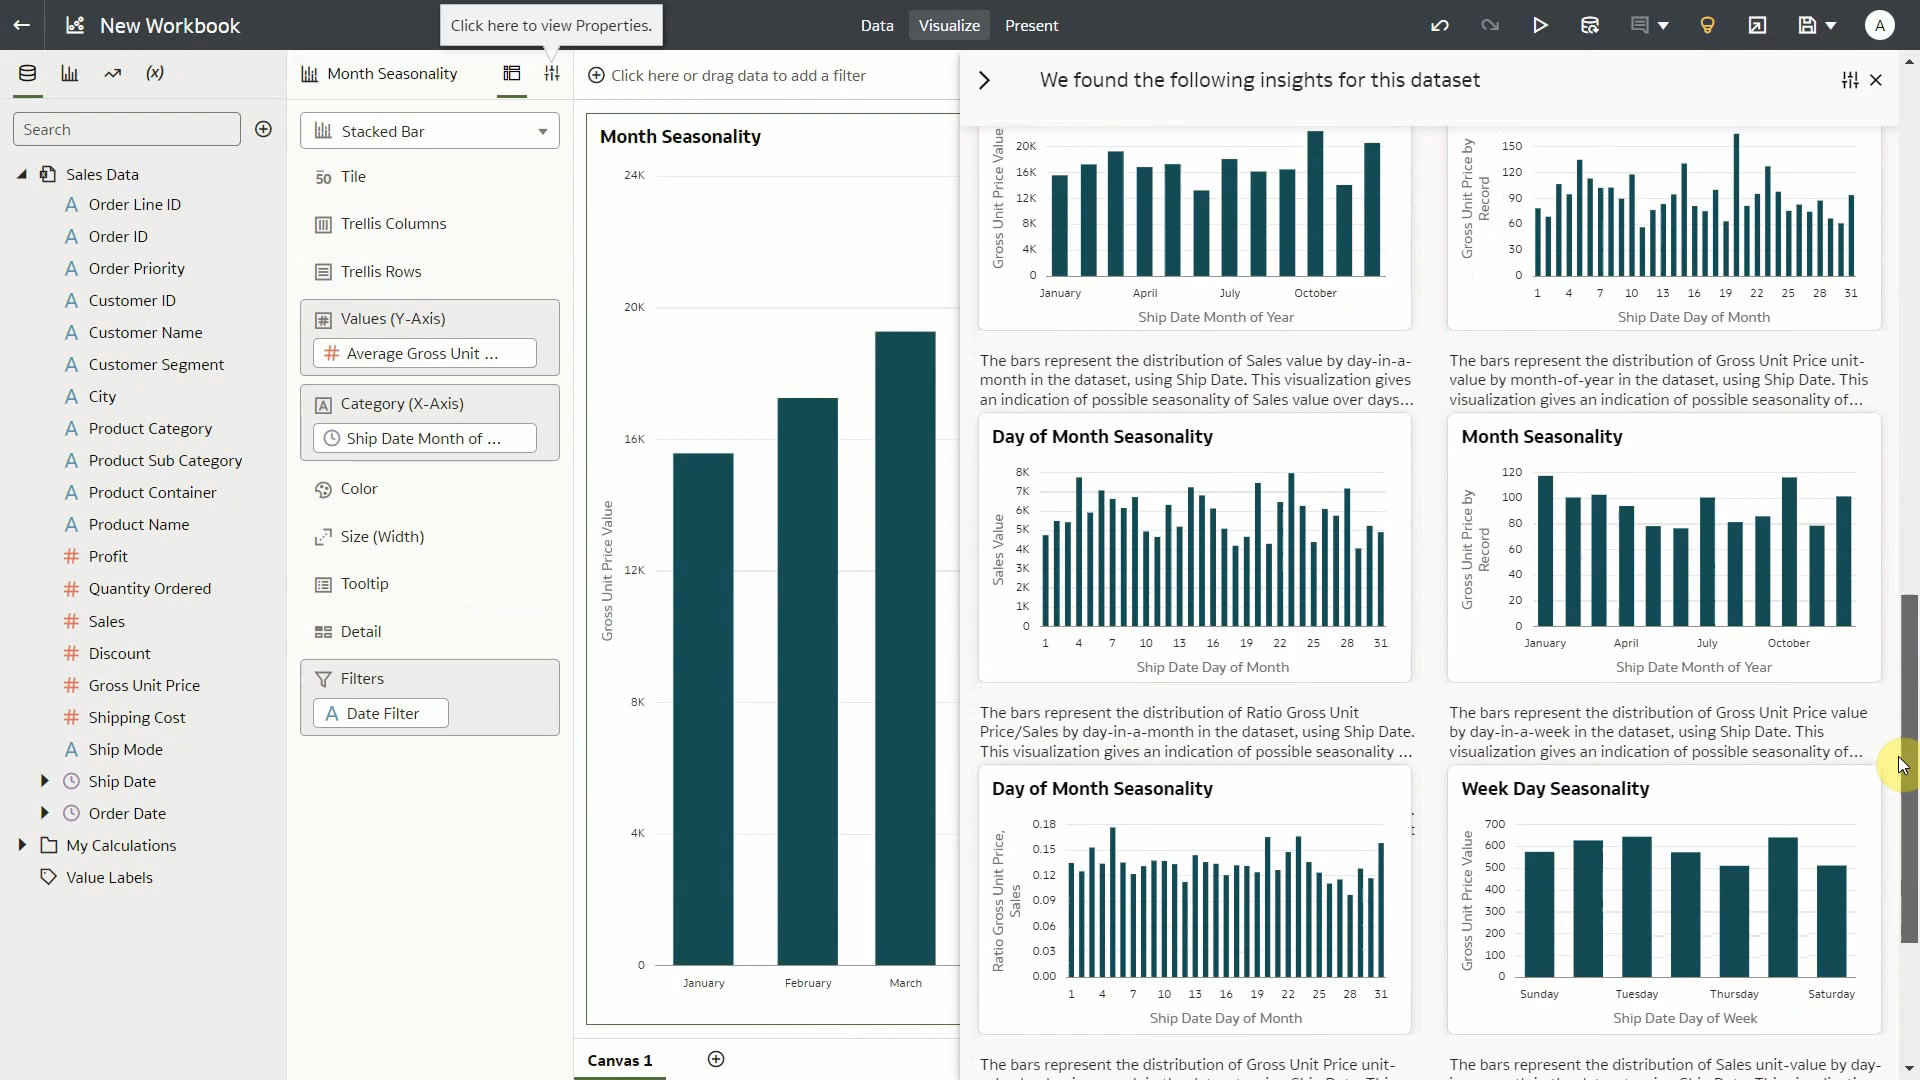 New Workbook
Click here to view Properties.
Data
Visualize
Present
A
Search
Sales Data
Order Line ID
Order ID
Order Priority
Customer ID
Customer Name
Customer Segment
City
Product Category
Product Sub Category
Product Container
Product Name
Profit
Quantity Ordered
Sales
Discount
Gross Unit Price
Shipping Cost
Ship Mode
Ship Date
Order Date
My Calculations
Value Labels
Month Seasonality
Stacked Bar
Tile
Trellis Columns
Trellis Rows
Values (Y-Axis)
Average Gross Unit ...
Category (X-Axis)
Ship Date Month of ...
Color
Size (Width)
Tooltip
Detail
Filters
Date Filter
Click here or drag data to add a filter
Month Seasonality
24K
20K
16K
12K
8K
4K
0
Gross Unit Price Value
January February March
Canvas 1
We found the following insights for this dataset
20K
16K
12K
8K
4K
0
Gross Unit Price Value
January April July October
Ship Date Month of Year
150
120
90
60
30
0
Gross Unit Price by
Record
1 4 7 10 13 16 19 22 25 28 31
Ship Date Day of Month
The bars represent the distribution of Sales value by day-in-a-
month in the dataset, using Ship Date. This visualization gives
an indication of possible seasonality of Sales value over days...
Day of Month Seasonality
8K
7K
6K
5K
4K
3K
2K
1K
0
Sales Value
1 4 7 10 13 16 19 22 25 28 31
Ship Date Day of Month
The bars represent the distribution of Gross Unit Price unit-
value by month-of-year in the dataset, using Ship Date. This
visualization gives an indication of possible seasonality of...
Month Seasonality
120
100
80
60
40
20
0
Gross Unit Price by
Record
January April July October
Ship Date Month of Year
The bars represent the distribution of Ratio Gross Unit
Price/Sales by day-in-a-month in the dataset, using Ship Date.
This visualization gives an indication of possible seasonality ...
Day of Month Seasonality
0.18
0.15
0.12
0.09
0.06
0.03
0.00
Ratio Gross Unit Price,
Sales
1 4 7 10 13 16 19 22 25 28 31
Ship Date Day of Month
The bars represent the distribution of Gross Unit Price value
by day-in-a-week in the dataset, using Ship Date. This
visualization gives an indication of possible seasonality of...
Week Day Seasonality
700
600
500
400
300
200
100
0
Gross Unit Price Value
Sunday Tuesday Thursday Saturday
Ship Date Day of Week
The bars represent the distribution of Gross Unit Price unit-
The bars represent the distribution of Sales unit-value by day-